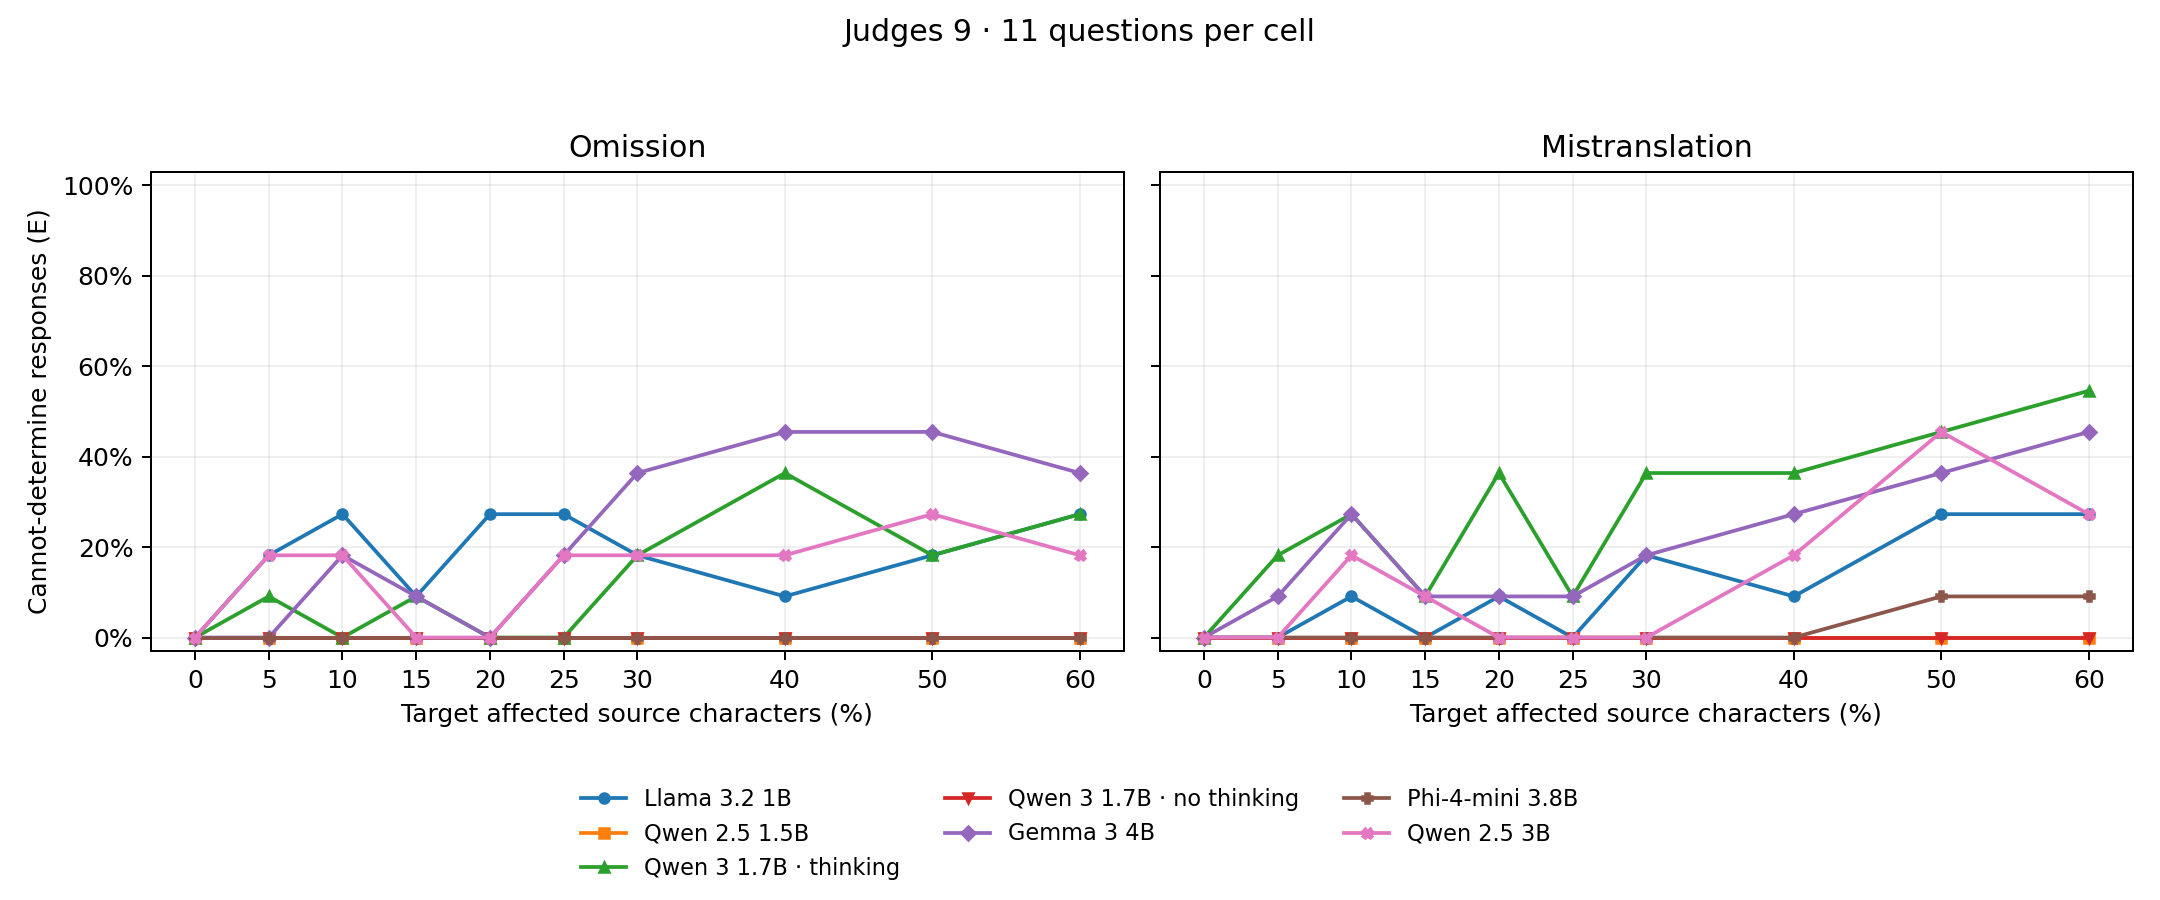 Judges 9 · 11 questions per cell
Omission
Mistranslation
Cannot-determine responses (E)
100%
80%
60%
40%
20%
0%
0 5 10 15 20 25 30 40 50 60
0 5 10 15 20 25 30 40 50 60
Target affected source characters (%)
Target affected source characters (%)
Llama 3.2 1B
Qwen 2.5 1.5B
Qwen 3 1.7B · thinking
Qwen 3 1.7B · no thinking
Gemma 3 4B
Phi-4-mini 3.8B
Qwen 2.5 3B